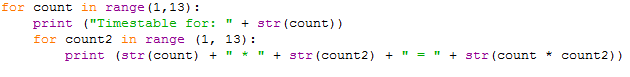 for count in range(1,13):
    print ("Timestable for: " + str(count))
    for count2 in range (1, 13):
        print (str(count) + " * " + str(count2) + " = " + str(count * count2))